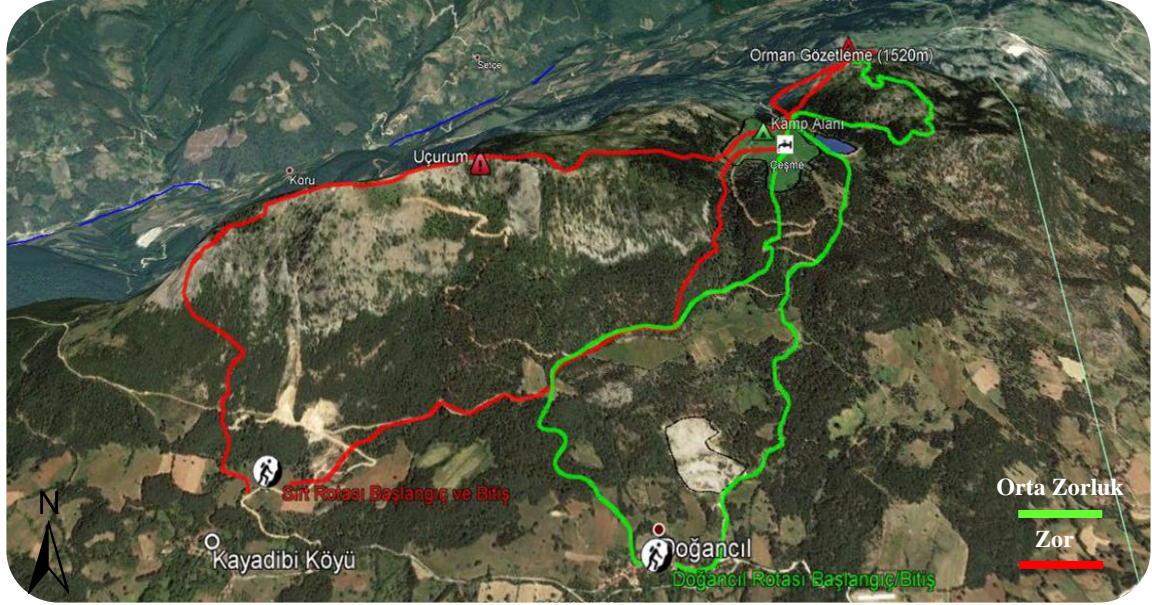 Orman Gözetleme (1520m)
Setçe
Kamp Alanı
Çeşme
Uçurum
Koru
Sırt Rotası Başlangıç ve Bitiş
Orta Zorluk
Zor
N
Kayadibi Köyü
Doğancıl
Doğancıl Rotası Başlangıç/Bitiş